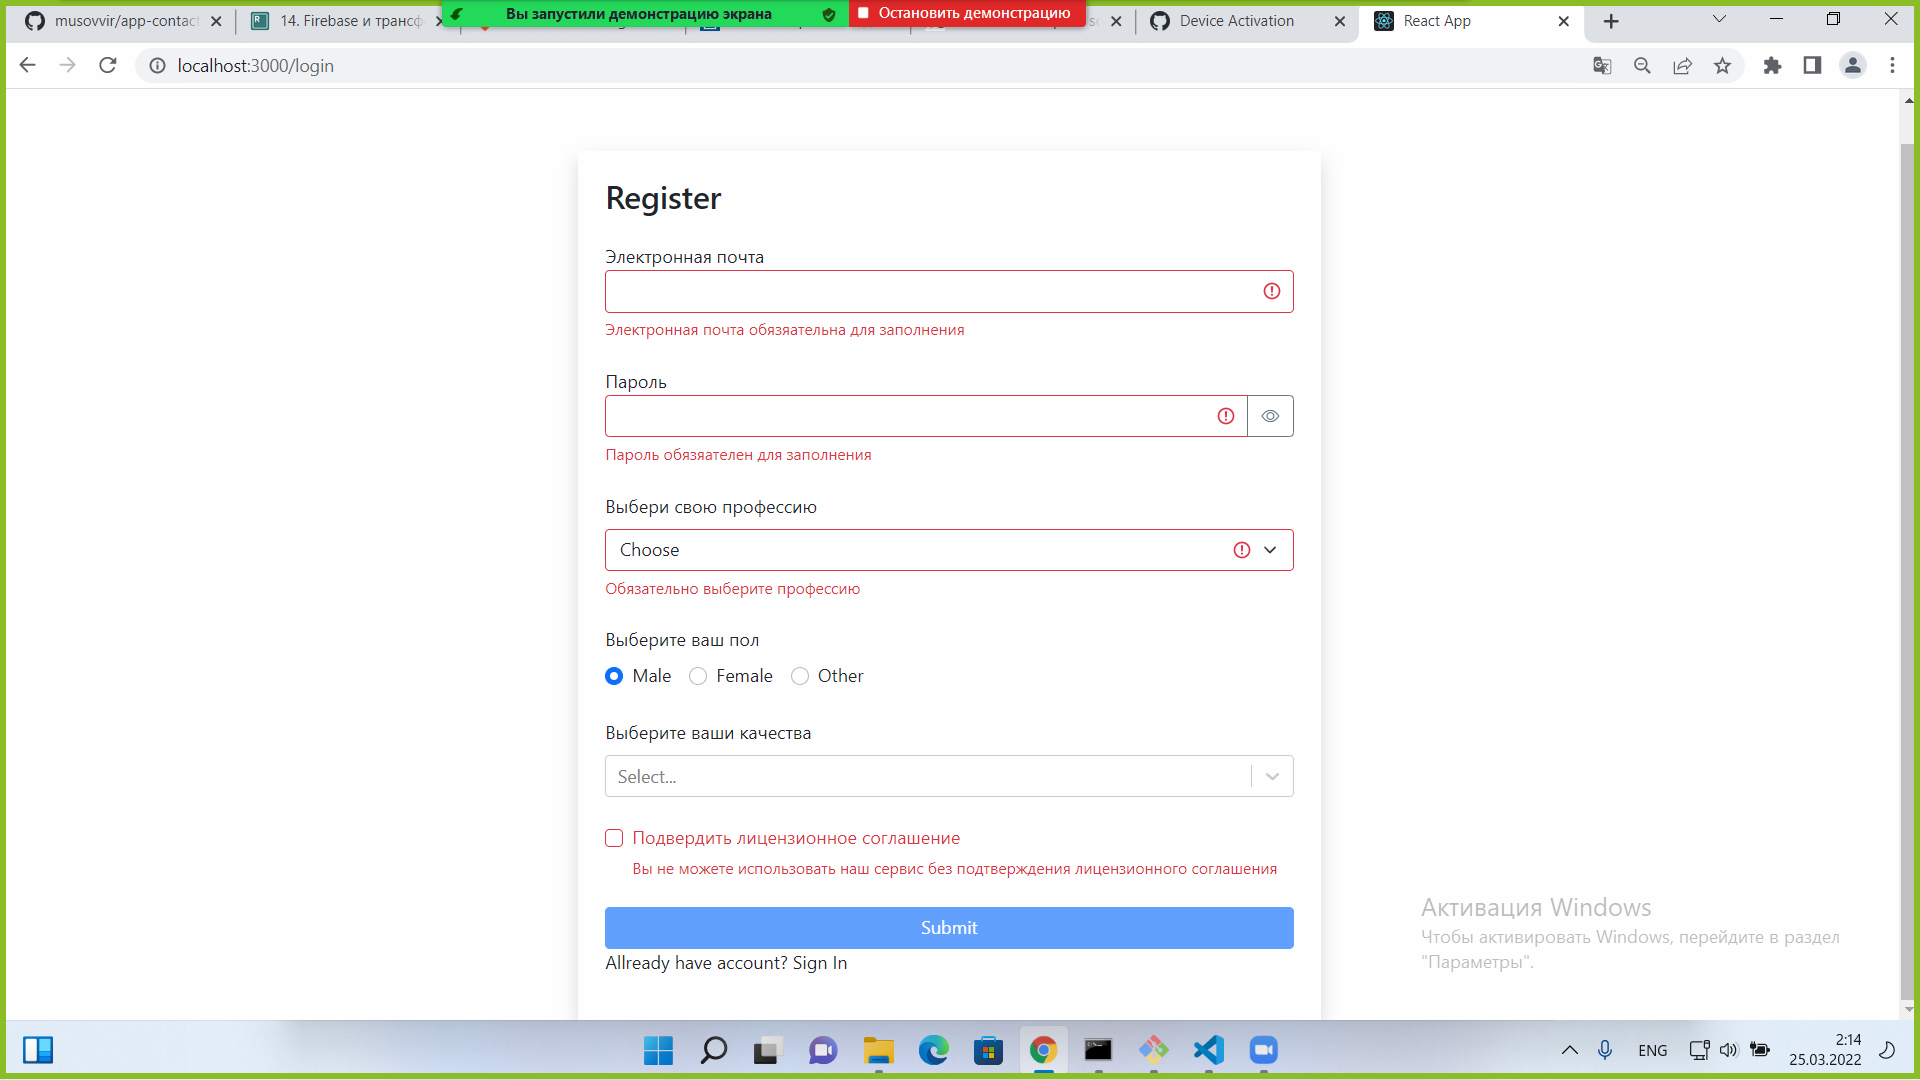 Вы запустили демонстрацию экрана
Остановить демонстрацию
musovvir/app-contact
14. Firebase и трансф
Device Activation
React App
localhost:3000/login
Register
Электронная почта
Электронная почта обязяательна для заполнения
Пароль
Пароль обязяателен для заполнения
Выбери свою профессию
Choose
Обязательно выберите профессию
Выберите ваш пол
Male Female Other
Выберите ваши качества
Select...
Подвердить лицензионное соглашение
Вы не можете использовать наш сервис без подтверждения лицензионного соглашения
Submit
Allready have account? Sign In
Активация Windows
Чтобы активировать Windows, перейдите в раздел
"Параметры".
ENG
2:14
25.03.2022